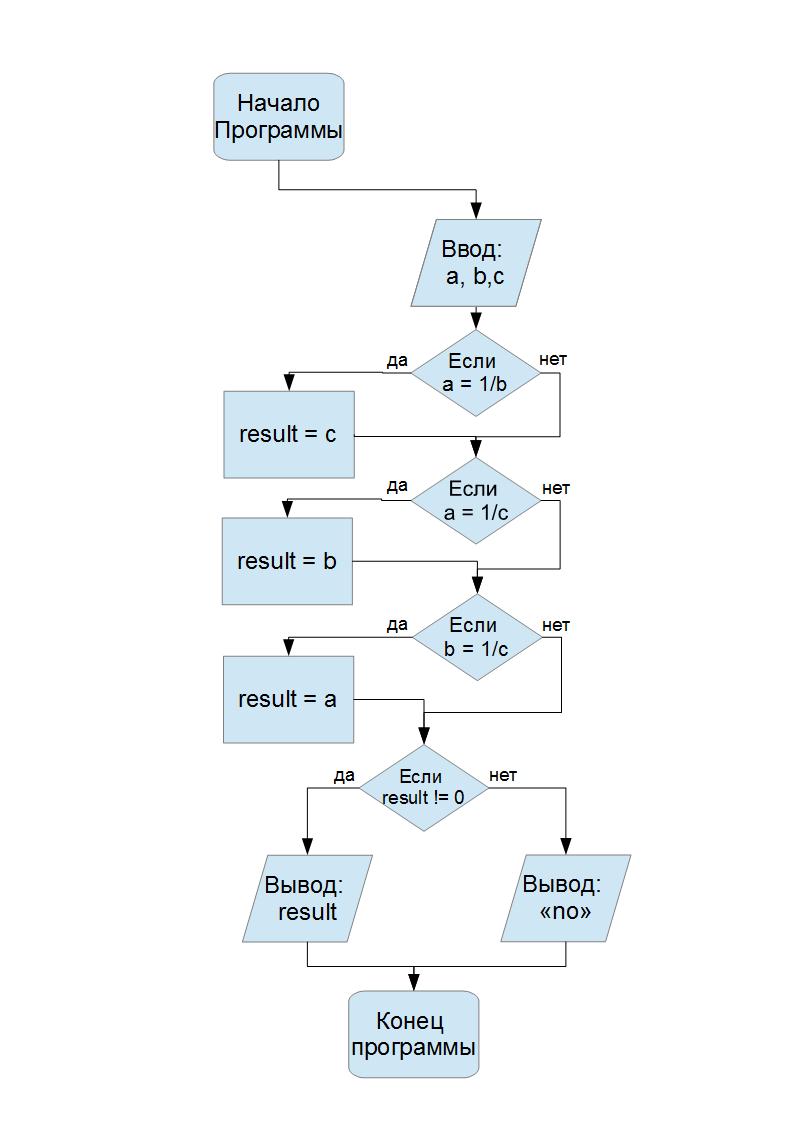 Начало
Программы
Ввод:
a, b,c
да
Если
a = 1/b
нет
result = c
да
Если
a = 1/c
нет
result = b
да
Если
b = 1/c
нет
result = a
да
Если
result != 0
нет
Вывод:
result
Вывод:
«no»
Конец
программы